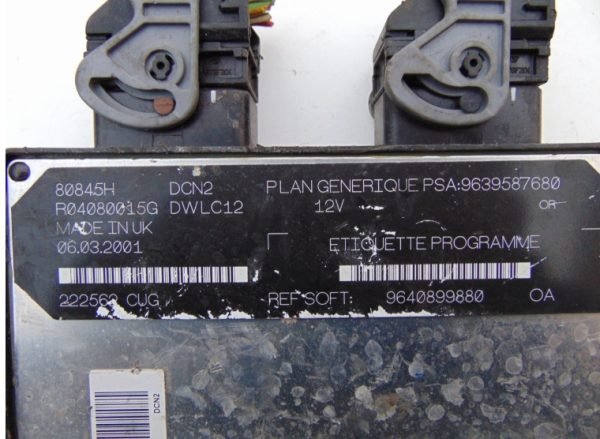 80845H DCN2 PLAN GENERIQUE PSA:9639587680
R04080015G DWLC12 12V OR
MADE IN UK
06.03.2001 ETIQUETTE PROGRAMME
CUG REF SOFT: 9640899880 OA
DCN2